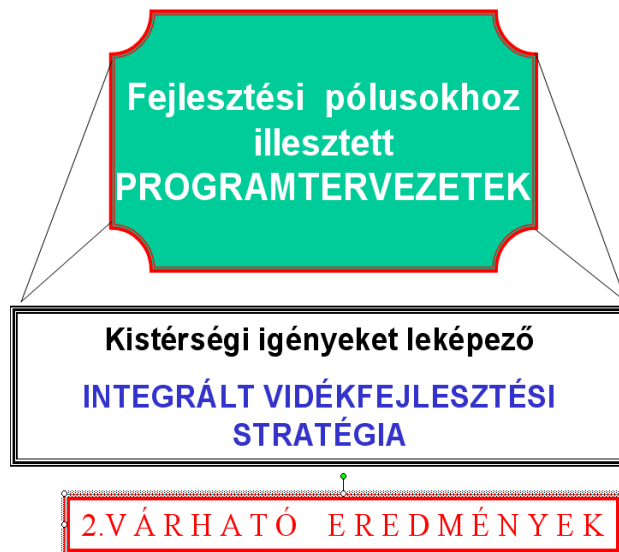 Fejlesztési pólusokhoz
illesztett
PROGRAMTERVEZETEK
Kistérségi igényeket leképező
INTEGRÁLT VIDÉKFEJLESZTÉSI
STRATÉGIA
2.VÁRHATÓ EREDMÉNYEK